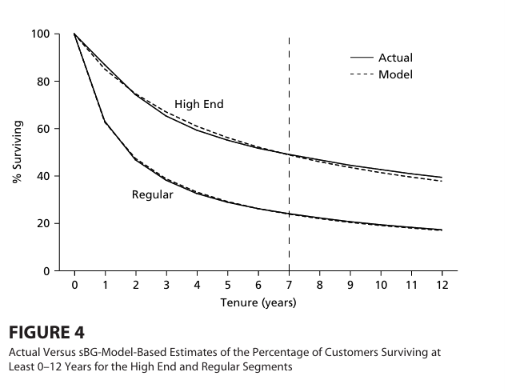 100
80
60
40
20
0
% Surviving
Actual
Model
High End
Regular
0 1 2 3 4 5 6 7 8 9 10 11 12
Tenure (years)
FIGURE 4
Actual Versus sBG-Model-Based Estimates of the Percentage of Customers Surviving at
Least 0–12 Years for the High End and Regular Segments